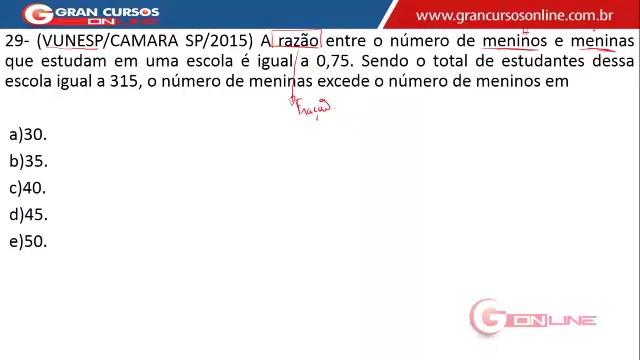 GRAN CURSOS
ONLINE
www.grancursosonline.com.br
29- (VUNESP/CAMARA SP/2015) A razão entre o número de meninos e meninas
que estudam em uma escola é igual a 0,75. Sendo o total de estudantes dessa
escola igual a 315, o número de meninas excede o número de meninos em
Fração
a)30.
b)35.
c)40.
d)45.
e)50.
G ONLINE